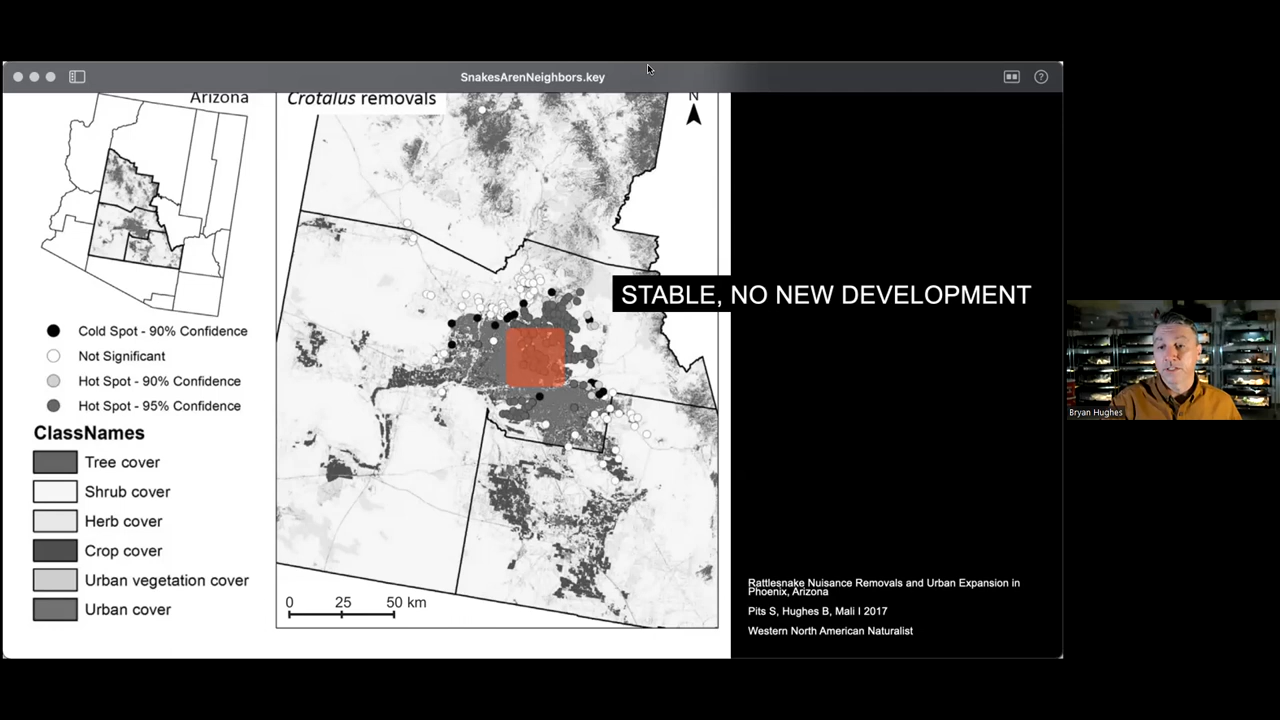 SnakesArenNeighbors.key
?
Arizona
Crotalus removals
N
STABLE, NO NEW DEVELOPMENT
Cold Spot - 90% Confidence
Not Significant
Hot Spot - 90% Confidence
Hot Spot - 95% Confidence
ClassNames
Tree cover
Shrub cover
Herb cover
Crop cover
Urban vegetation cover
Urban cover
0 25 50 km
Rattlesnake Nuisance Removals and Urban Expansion in
Phoenix, Arizona
Pits S, Hughes B, Mali I 2017
Western North American Naturalist
Bryan Hughes